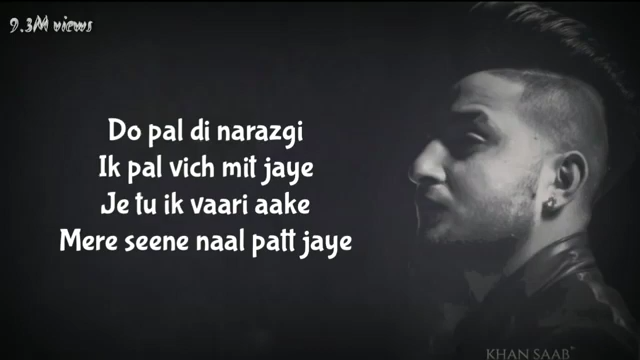 9.3M views
Do pal di narazgi
Ik pal vich mit jaye
Je tu ik vaari aake
Mere seene naal patt jaye
KHAN SAAB